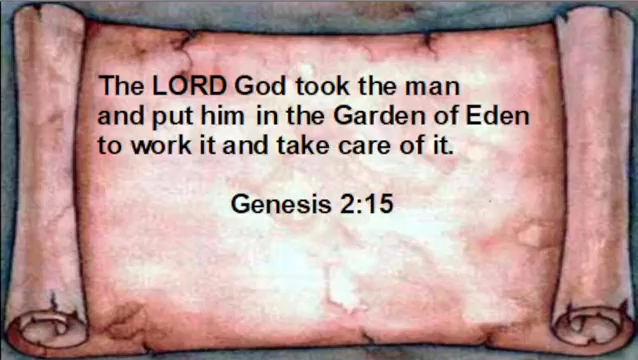 The LORD God took the man
and put him in the Garden of Eden
to work it and take care of it.
Genesis 2:15